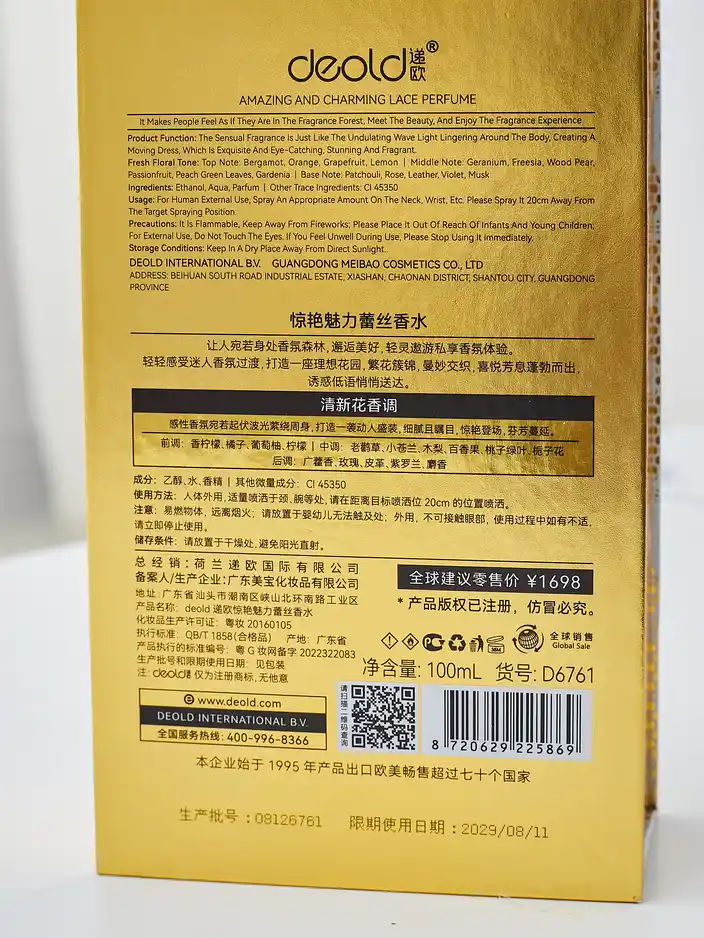 deold递欧®
AMAZING AND CHARMING LACE PERFUME
It Makes People Feel As If They Are In The Fragrance Forest, Meet The Beauty, And Enjoy The Fragrance Experience
Product Function: The Sensual Fragrance Is Just Like The Undulating Wave Light Lingering Around The Body, Creating A
Moving Dress, Which Is Exquisite And Eye-Catching, Stunning And Fragrant.
Fresh Floral Tone: Top Note: Bergamot, Orange, Grapefruit, Lemon | Middle Note: Geranium, Freesia, Wood Pear,
Passionfruit, Peach Green Leaves, Gardenia | Base Note: Patchouli, Rose, Leather, Violet, Musk
Ingredients: Ethanol, Aqua, Parfum | Other Trace Ingredients: CI 45350
Usage: For Human External Use, Spray An Appropriate Amount On The Neck, Wrist, Etc. Please Spray It 20cm Away From
The Target Spraying Position
Precautions: It Is Flammable, Keep Away From Fireworks; Please Place It Out Of Reach Of Infants And Young Children;
For External Use, Do Not Touch The Eyes. If You Feel Unwell During Use, Please Stop Using It Immediately.
Storage Conditions: Keep In A Dry Place Away From Direct Sunlight.
DEOLD INTERNATIONAL B.V. GUANGDONG MEIBAO COSMETICS CO., LTD
ADDRESS: BEIHUAN SOUTH ROAD INDUSTRIAL ESTATE, XIASHAN, CHAONAN DISTRICT, SHANTOU CITY, GUANGDONG
PROVINCE
惊艳魅力蕾丝香水
让人宛若身处香氛森林,邂逅美好,轻灵遨游私享香氛体验。
轻轻感受迷人香氛过渡,打造一座理想花园,繁花簇锦,曼妙交织,喜悦芳息蓬勃而出,
诱惑低语悄悄送达。
清新花香调
感性香氛宛若起伏波光萦绕周身,打造一袭动人盛装,细腻且瞩目,惊艳登场,芬芳蔓延。
前调：香柠檬、橘子、葡萄柚、柠檬 | 中调：老鹳草、小苍兰、木梨、百香果、桃子绿叶、栀子花
后调：广藿香、玫瑰、皮革、紫罗兰、麝香
成分：乙醇、水、香精 | 其他微量成分：CI 45350
使用方法：人体外用,适量喷洒于颈、腕等处,请在距离目标喷洒位 20cm 的位置喷洒。
注意：易燃物体,远离烟火；请放置于婴幼儿无法触及处；外用,不可接触眼部,使用过程中如有不适,
请立即停止使用。
储存条件：请放置于干燥处,避免阳光直射。
总经销：荷兰递欧国际有限公司
备案人/生产企业：广东美宝化妆品有限公司
地址：广东省汕头市潮南区峡山北环南路工业区
产品名称：deold 递欧惊艳魅力蕾丝香水
化妆品生产许可证：粤妆 20160105
执行标准：QB/T 1858(合格品) 产地：广东省
产品执行的标准编号：粤 G 妆网备字 2022322083
生产批号和限期使用日期：见包装
注：deold递欧 仅为注册商标,无他意
全球建议零售价 ¥1698
* 产品版权已注册，仿冒必究。
36M
全球销售
Global Sale
净含量：100mL 货号：D6761
www.deold.com
DEOLD INTERNATIONAL B.V.
全国服务热线：400-996-8366
请扫描二维码查询
8 720629 225869
本企业始于 1995 年产品出口欧美畅售超过七十个国家
生产批号：08126761 限期使用日期：2029/08/11